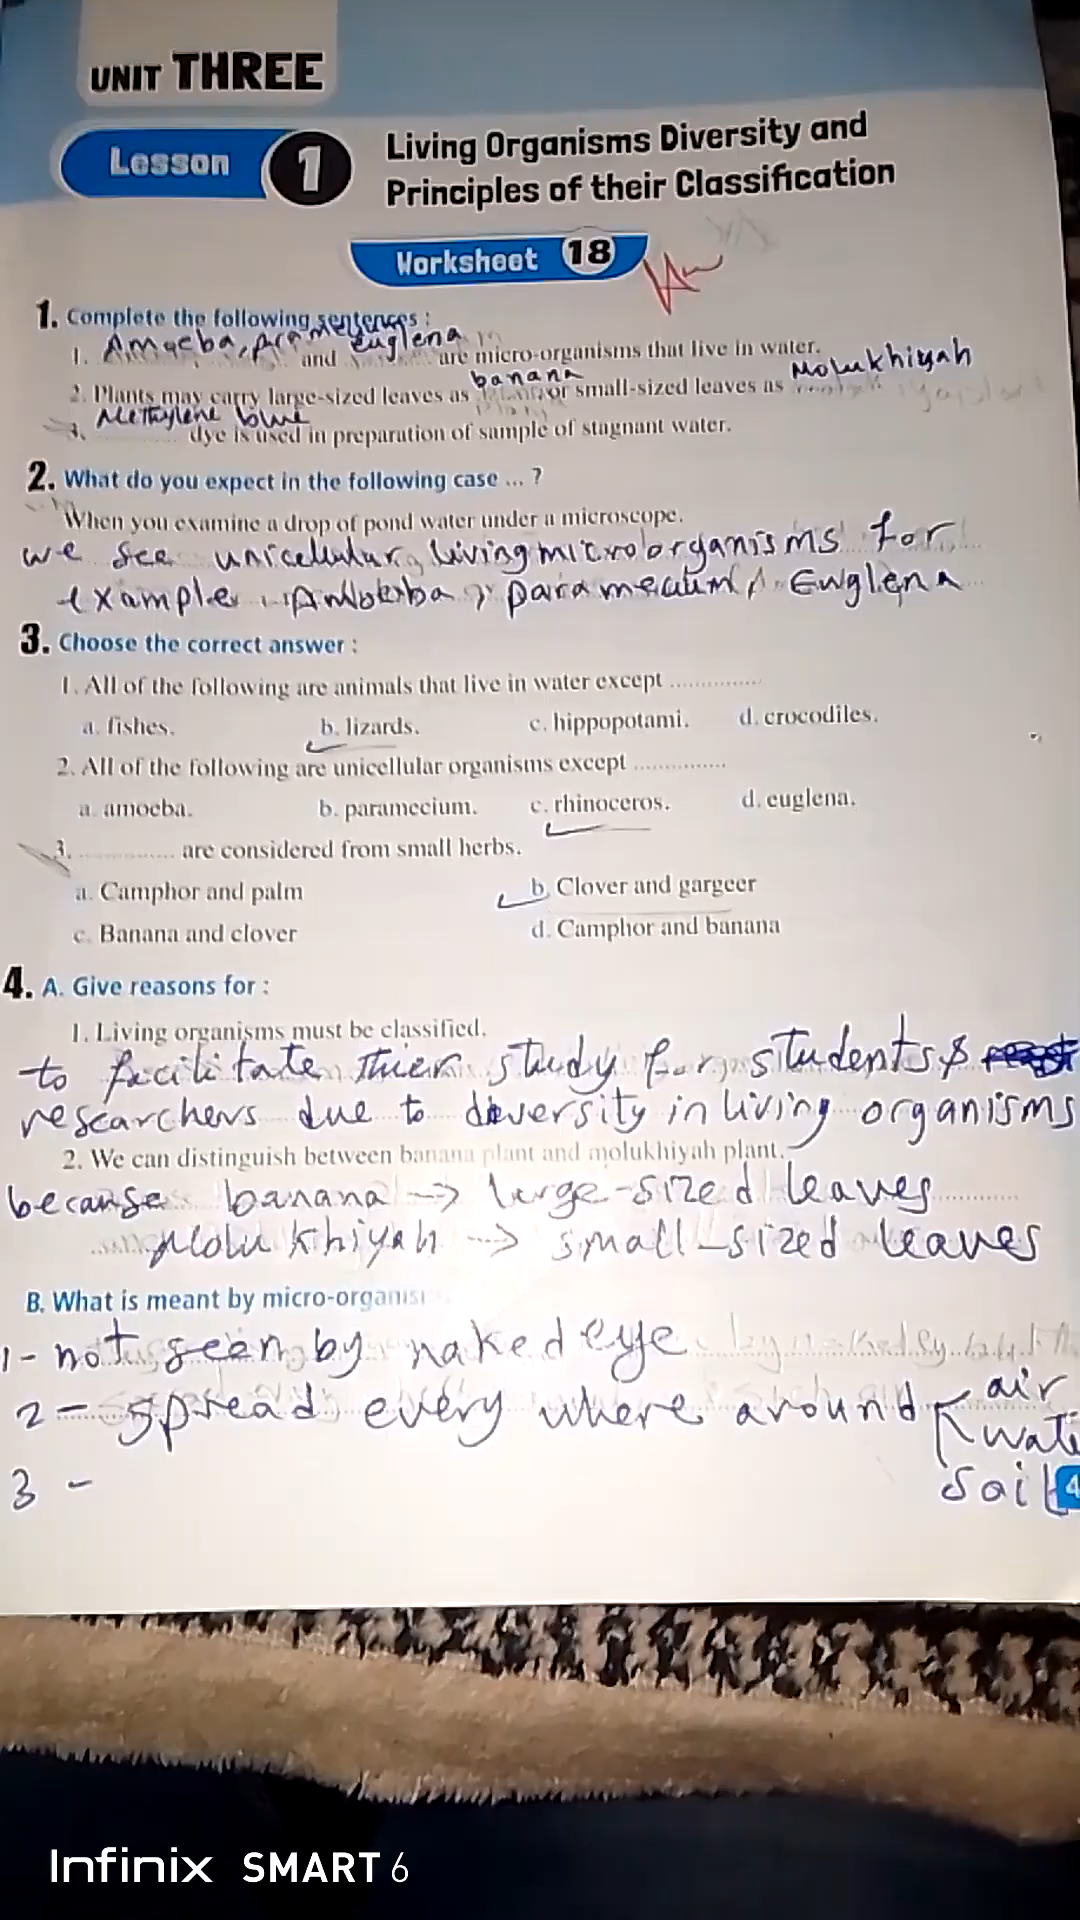 UNIT THREE
Lesson 1
Living Organisms Diversity and
Principles of their Classification
Worksheet 18
1. Complete the following sentences :
Amoeba, euglena
1. and are micro-organisms that live in water.
banana Molukhiyah
2. Plants may carry large-sized leaves as or small-sized leaves as
Methylene blue
3. dye is used in preparation of sample of stagnant water.
2. What do you expect in the following case ... ?
When you examine a drop of pond water under a microscope.
we see unicellular living microorganisms for
example paramecium, Euglena
3. Choose the correct answer :
1. All of the following are animals that live in water except ..............
a. fishes. b. lizards. c. hippopotami. d. crocodiles.
2. All of the following are unicellular organisms except ..............
a. amoeba. b. paramecium. c. rhinoceros. d. euglena.
3. .............. are considered from small herbs.
a. Camphor and palm b. Clover and gargeer
c. Banana and clover d. Camphor and banana
4. A. Give reasons for :
1. Living organisms must be classified.
to facilitate thier study for students &
researchers due to diversity in living organisms
2. We can distinguish between banana plant and molukhiyah plant.
because banana -> large-sized leaves
molukhiyah -> small-sized leaves
B. What is meant by micro-organis
1- not seen by naked eye
2- spread every where around air
wate
3 - soil
4
Infinix SMART 6